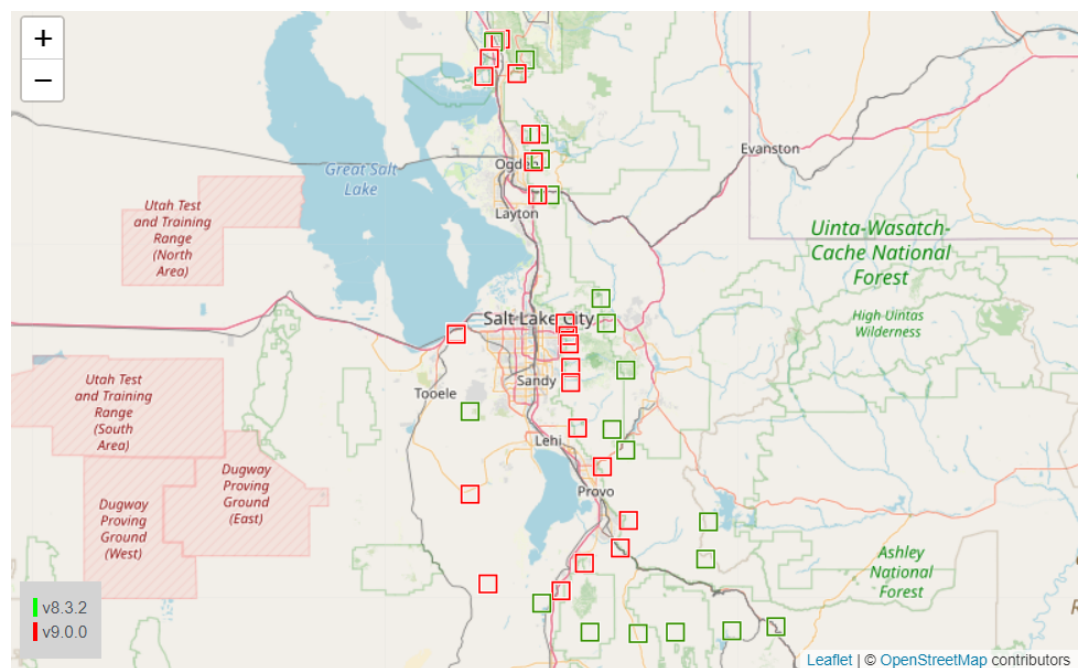 +
−
Evanston
Great Salt
Lake
Ogden
Layton
Utah Test
and Training
Range
(North
Area)
Uinta-Wasatch-
Cache National
Forest
High Uintas
Wilderness
Salt Lake City
Sandy
Tooele
Utah Test
and Training
Range
(South
Area)
Lehi
Dugway
Proving
Ground
(East)
Provo
Dugway
Proving
Ground
(West)
Ashley
National
Forest
v8.3.2
v9.0.0
Leaflet | © OpenStreetMap contributors